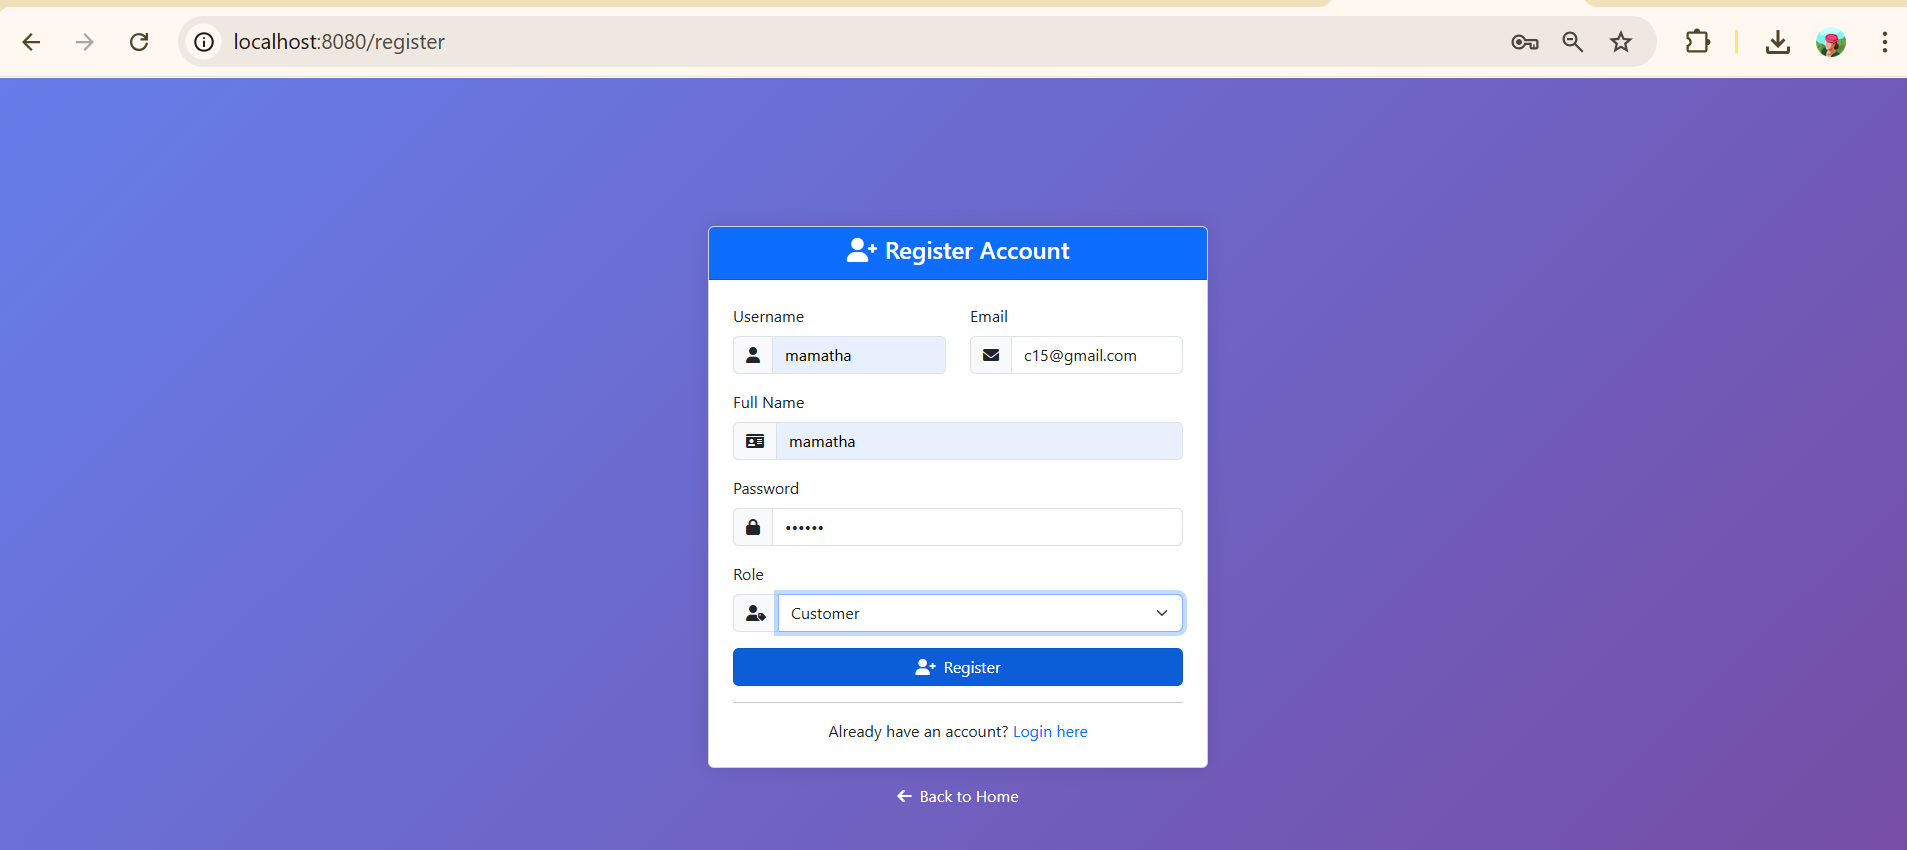 localhost:8080/register
Register Account
Username Email
mamatha c15@gmail.com
Full Name
mamatha
Password
••••••
Role
Customer
Register
Already have an account? Login here
Back to Home